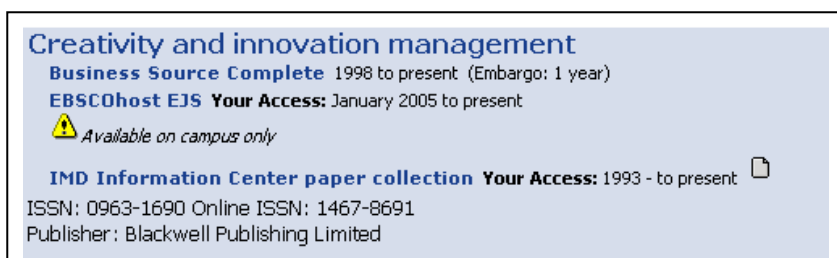 Creativity and innovation management
Business Source Complete 1998 to present (Embargo: 1 year)
EBSCOhost EJS Your Access: January 2005 to present
Available on campus only
IMD Information Center paper collection Your Access: 1993 - to present
ISSN: 0963-1690 Online ISSN: 1467-8691
Publisher: Blackwell Publishing Limited